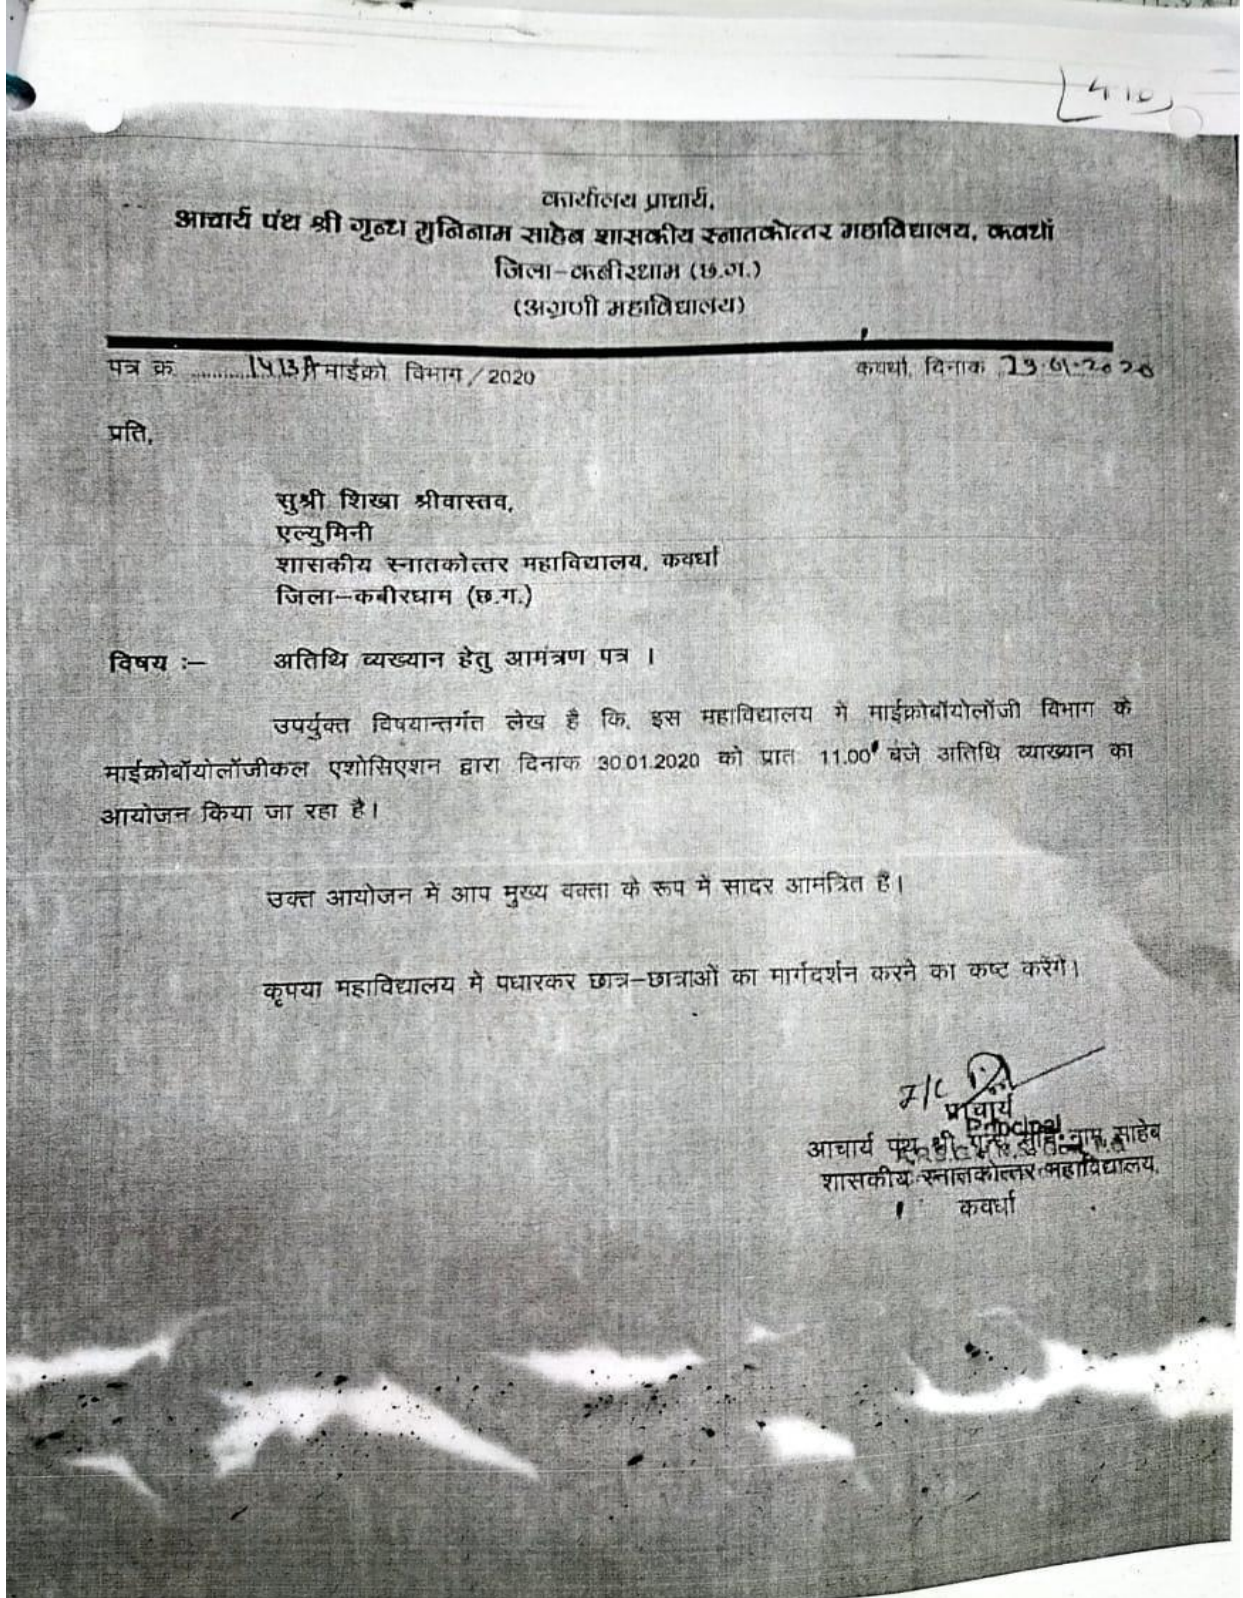 [410]
कार्यालय प्राचार्य,
आचार्य पंथ श्री गृन्ध मुनिनाम साहेब शासकीय स्नातकोत्तर महाविद्यालय, कवर्धा
जिला–कबीरधाम (छ.ग.)
(अग्रणी महाविद्यालय)
पत्र क्र. .......... माईक्रो विभाग/2020 कवर्धा, दिनांक
प्रति,
सुश्री शिखा श्रीवास्तव,
एल्युमिनी
शासकीय स्नातकोत्तर महाविद्यालय, कवर्धा
जिला–कबीरधाम (छ.ग.)
विषय :– अतिथि व्यख्यान हेतु आमंत्रण पत्र ।
उपर्युक्त विषयान्तर्गत लेख है कि, इस महाविद्यालय में माईक्रोबॉयोलॉजी विभाग के
माईक्रोबॉयोलॉजीकल एशोसिएशन द्वारा दिनांक 30.01.2020 को प्रातः 11.00 बजे अतिथि व्याख्यान का
आयोजन किया जा रहा है।
उक्त आयोजन में आप मुख्य वक्ता के रूप में सादर आमंत्रित हैं।
कृपया महाविद्यालय में पधारकर छात्र–छात्राओं का मार्गदर्शन करने का कष्ट करेंगे।
I/C
प्राचार्य
Principal
आचार्य पंथ श्री साहेब
शासकीय स्नातकोत्तर महाविद्यालय,
कवर्धा